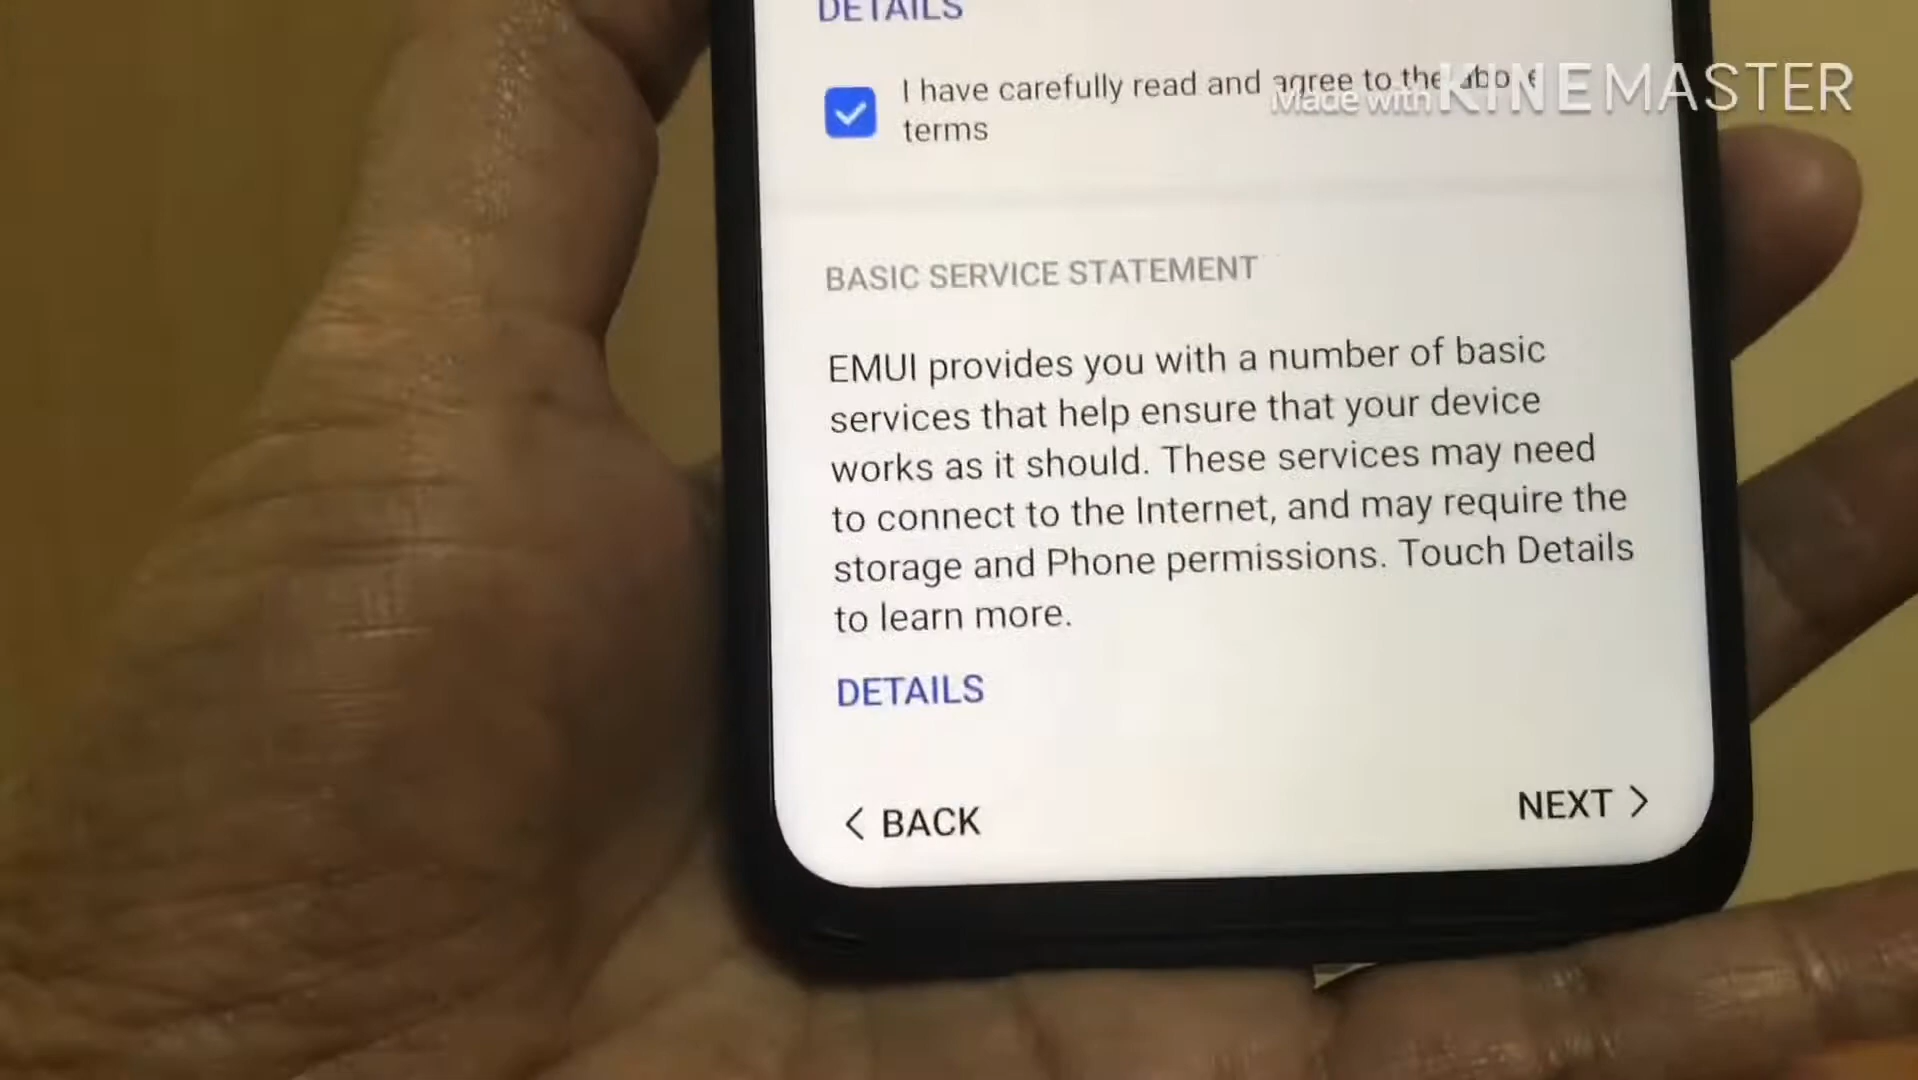 DETAILS
I have carefully read and agree to the above
terms
Made with KINEMASTER
BASIC SERVICE STATEMENT
EMUI provides you with a number of basic
services that help ensure that your device
works as it should. These services may need
to connect to the Internet, and may require the
storage and Phone permissions. Touch Details
to learn more.
DETAILS
< BACK
NEXT >